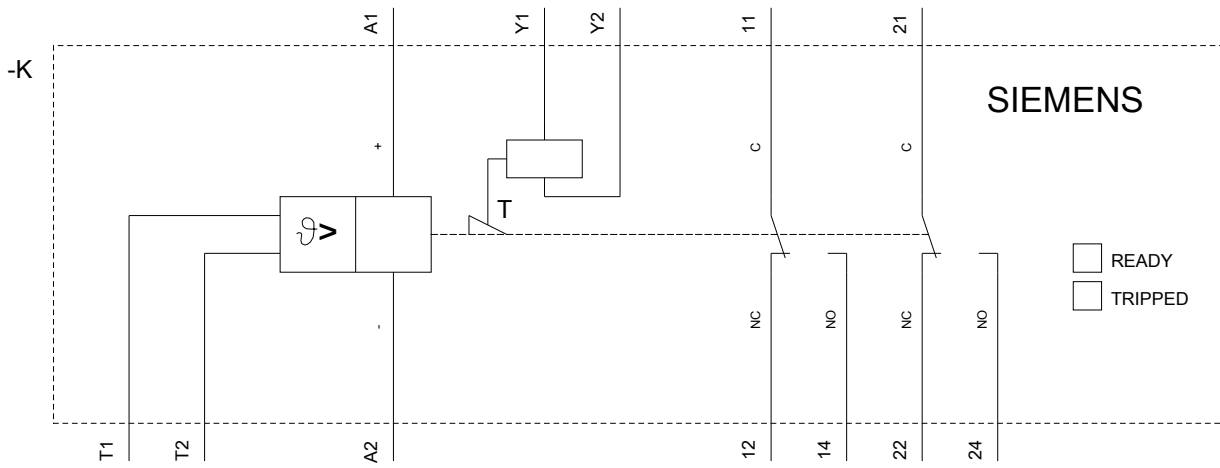 A1
Y1
Y2
11
21
-K
SIEMENS
+
C
C
T
ϑ>
READY
TRIPPED
-
NC
NO
NC
NO
T1
T2
A2
12
14
22
24